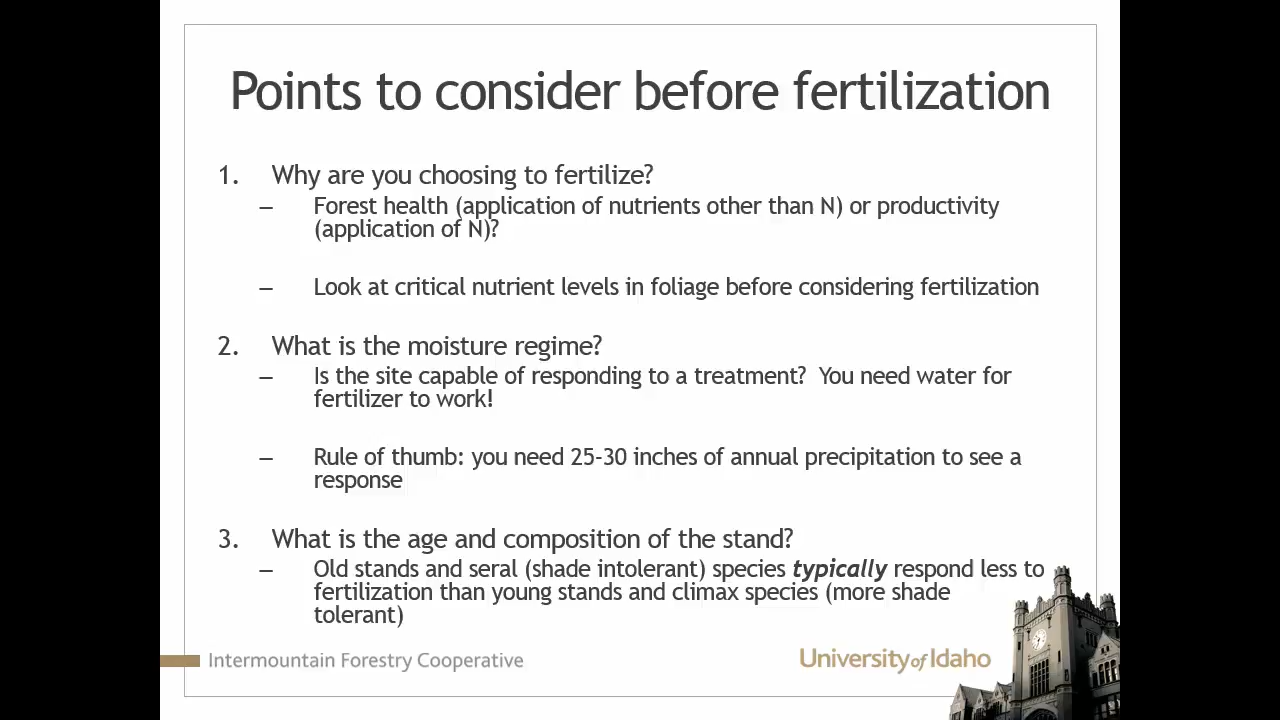 Points to consider before fertilization
1. Why are you choosing to fertilize?
– Forest health (application of nutrients other than N) or productivity
(application of N)?
– Look at critical nutrient levels in foliage before considering fertilization
2. What is the moisture regime?
– Is the site capable of responding to a treatment? You need water for
fertilizer to work!
– Rule of thumb: you need 25-30 inches of annual precipitation to see a
response
3. What is the age and composition of the stand?
– Old stands and seral (shade intolerant) species typically respond less to
fertilization than young stands and climax species (more shade
tolerant)
Intermountain Forestry Cooperative
University of Idaho